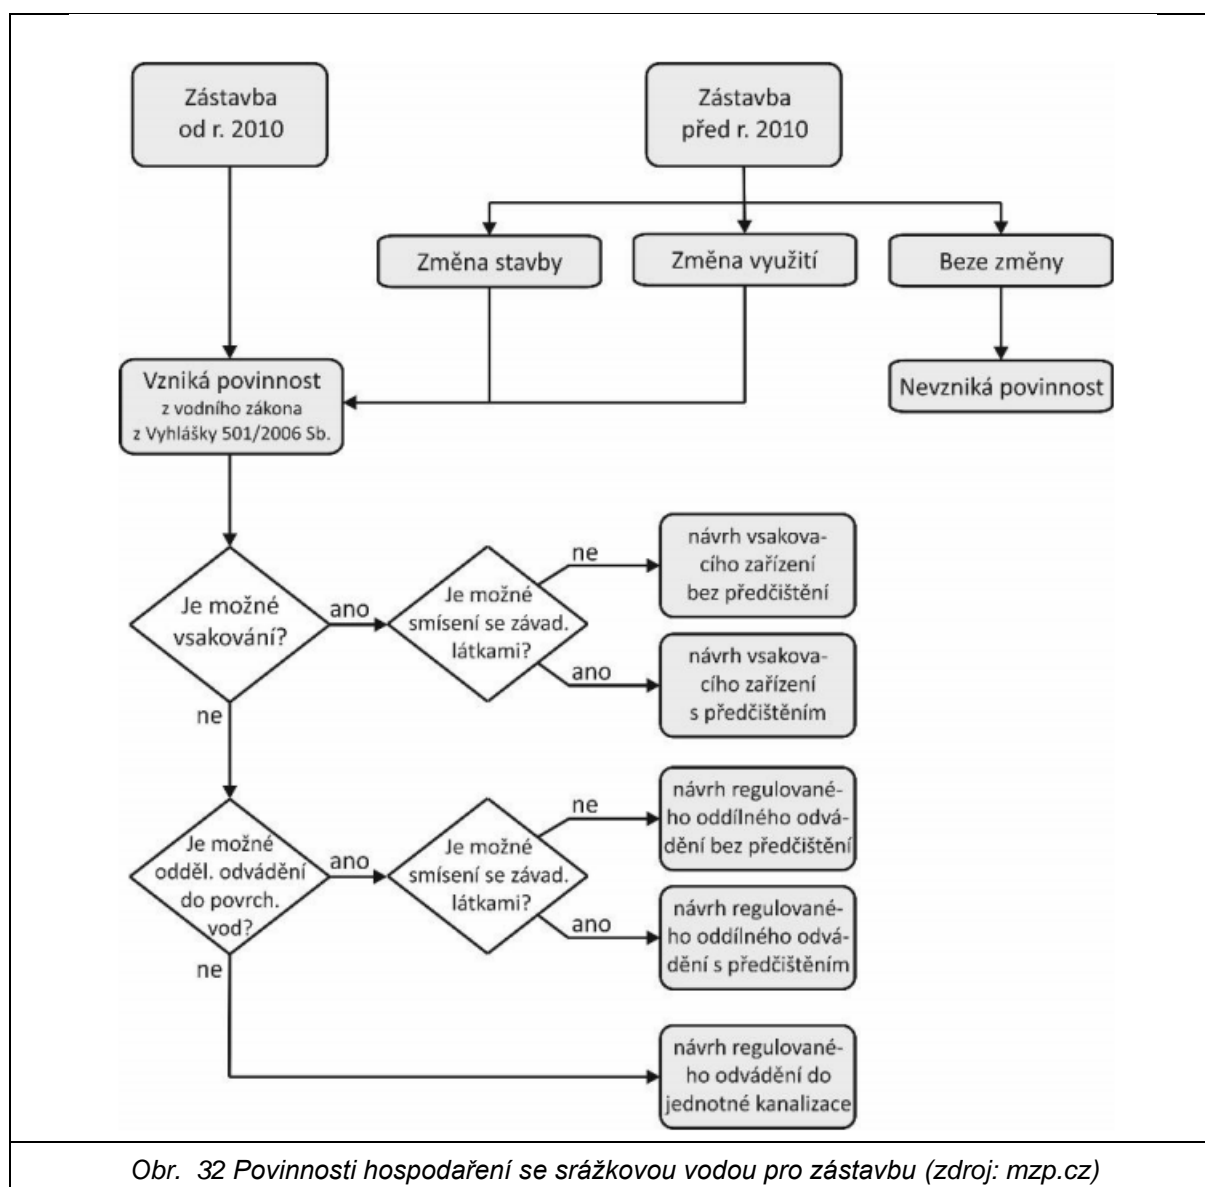 Zástavba
od r. 2010
Zástavba
před r. 2010
Změna stavby
Změna využití
Beze změny
Vzniká povinnost
z vodního zákona
z Vyhlášky 501/2006 Sb.
Nevzniká povinnost
Je možné
vsakování?
ano
ne
Je možné
smísení se závad.
látkami?
ne
ano
návrh vsakova-
cího zařízení
bez předčištění
návrh vsakova-
cího zařízení
s předčištěním
Je možné
odděl. odvádění
do povrch.
vod?
ano
ne
Je možné
smísení se závad.
látkami?
ne
ano
návrh regulované-
ho oddílného odvá-
dění bez předčištění
návrh regulované-
ho oddílného odvá-
dění s předčištěním
návrh regulované-
ho odvádění do
jednotné kanalizace
Obr. 32 Povinnosti hospodaření se srážkovou vodou pro zástavbu (zdroj: mzp.cz)